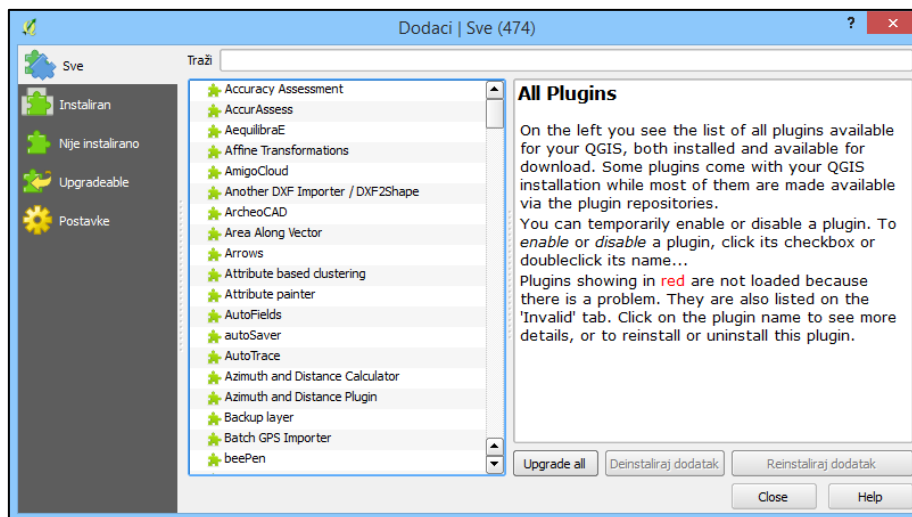 Dodaci | Sve (474)
?
Sve
Instaliran
Nije instalirano
Upgradeable
Postavke
Traži
Accuracy Assessment
AccurAssess
AequilibraE
Affine Transformations
AmigoCloud
Another DXF Importer / DXF2Shape
ArcheoCAD
Area Along Vector
Arrows
Attribute based clustering
Attribute painter
AutoFields
autoSaver
AutoTrace
Azimuth and Distance Calculator
Azimuth and Distance Plugin
Backup layer
Batch GPS Importer
beePen
All Plugins
On the left you see the list of all plugins available
for your QGIS, both installed and available for
download. Some plugins come with your QGIS
installation while most of them are made available
via the plugin repositories.
You can temporarily enable or disable a plugin. To
enable or disable a plugin, click its checkbox or
doubleclick its name...
Plugins showing in red are not loaded because
there is a problem. They are also listed on the
'Invalid' tab. Click on the plugin name to see more
details, or to reinstall or uninstall this plugin.
Upgrade all
Deinstaliraj dodatak
Reinstaliraj dodatak
Close
Help